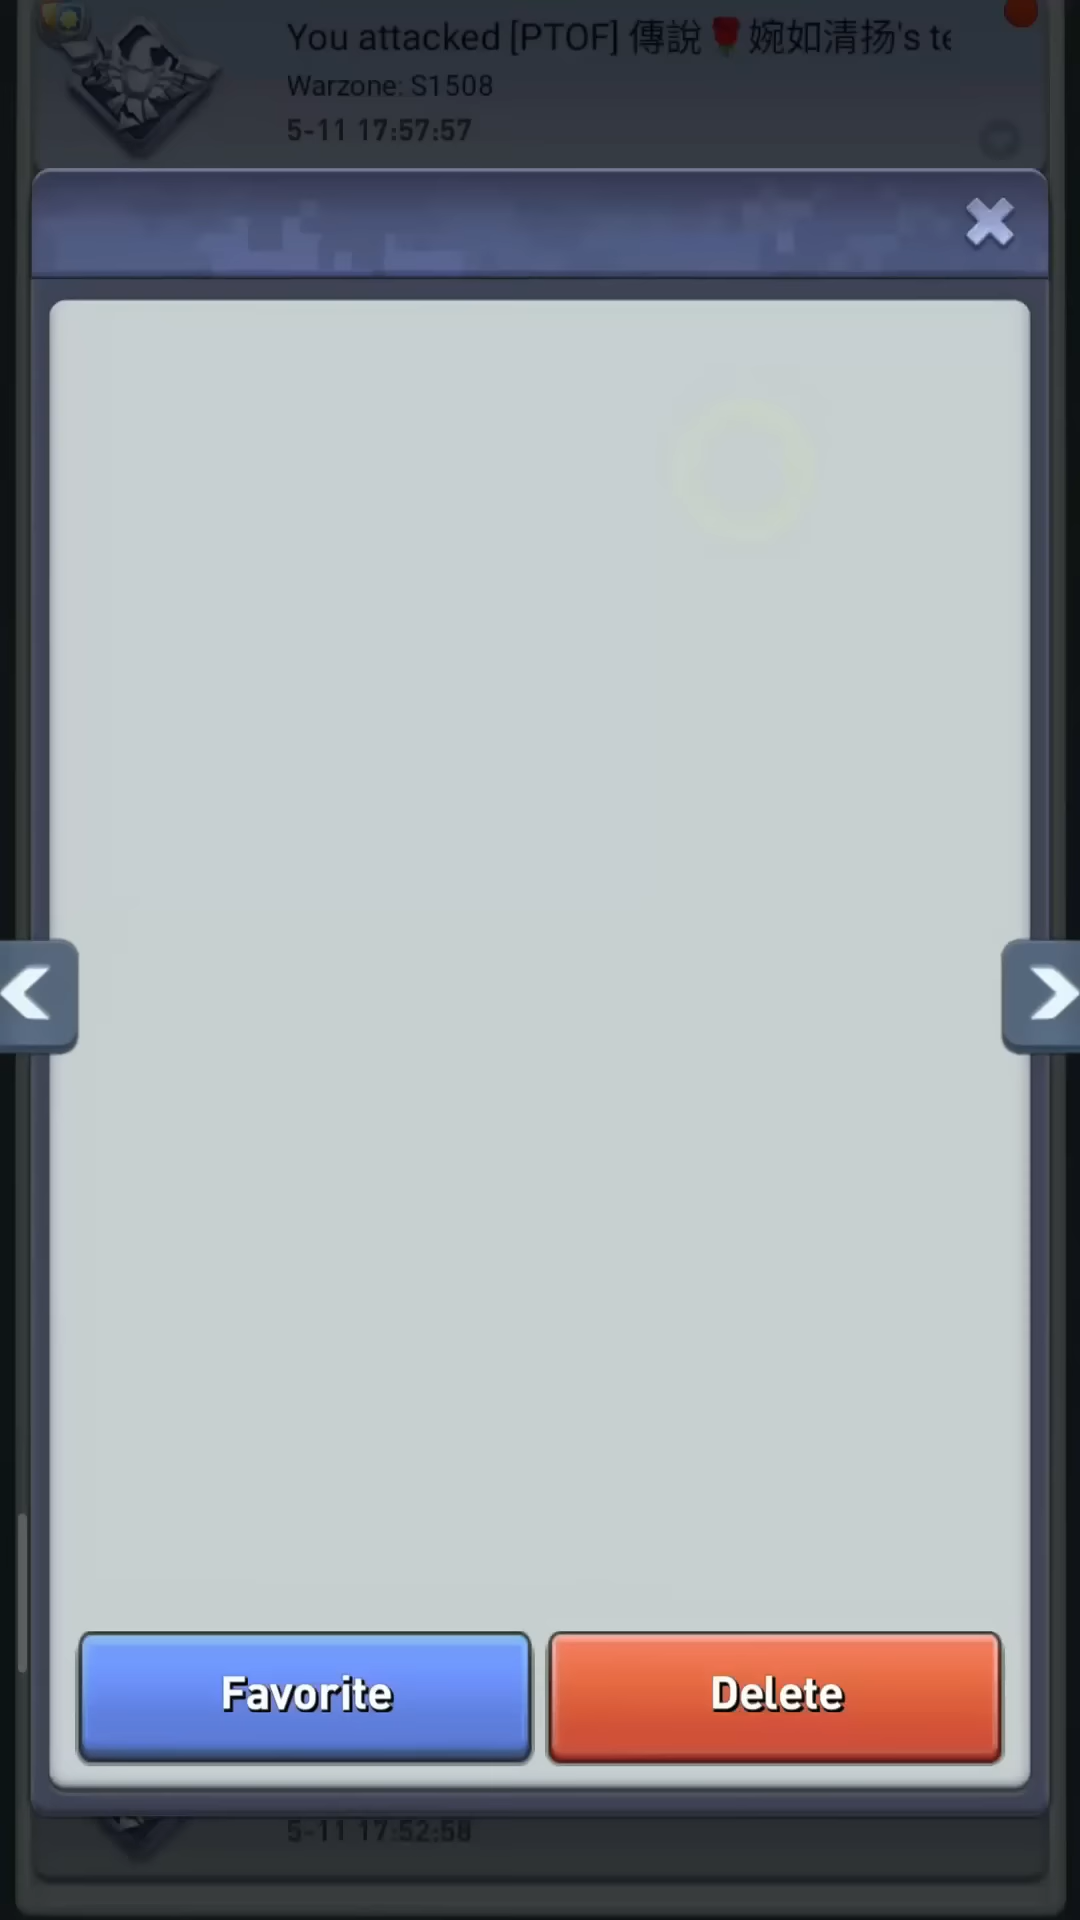 You attacked [PTOF] 傳說🌹婉如清扬's te
Warzone: S1508
5-11 17:57:57
Favorite
Delete
5-11 17:52:58